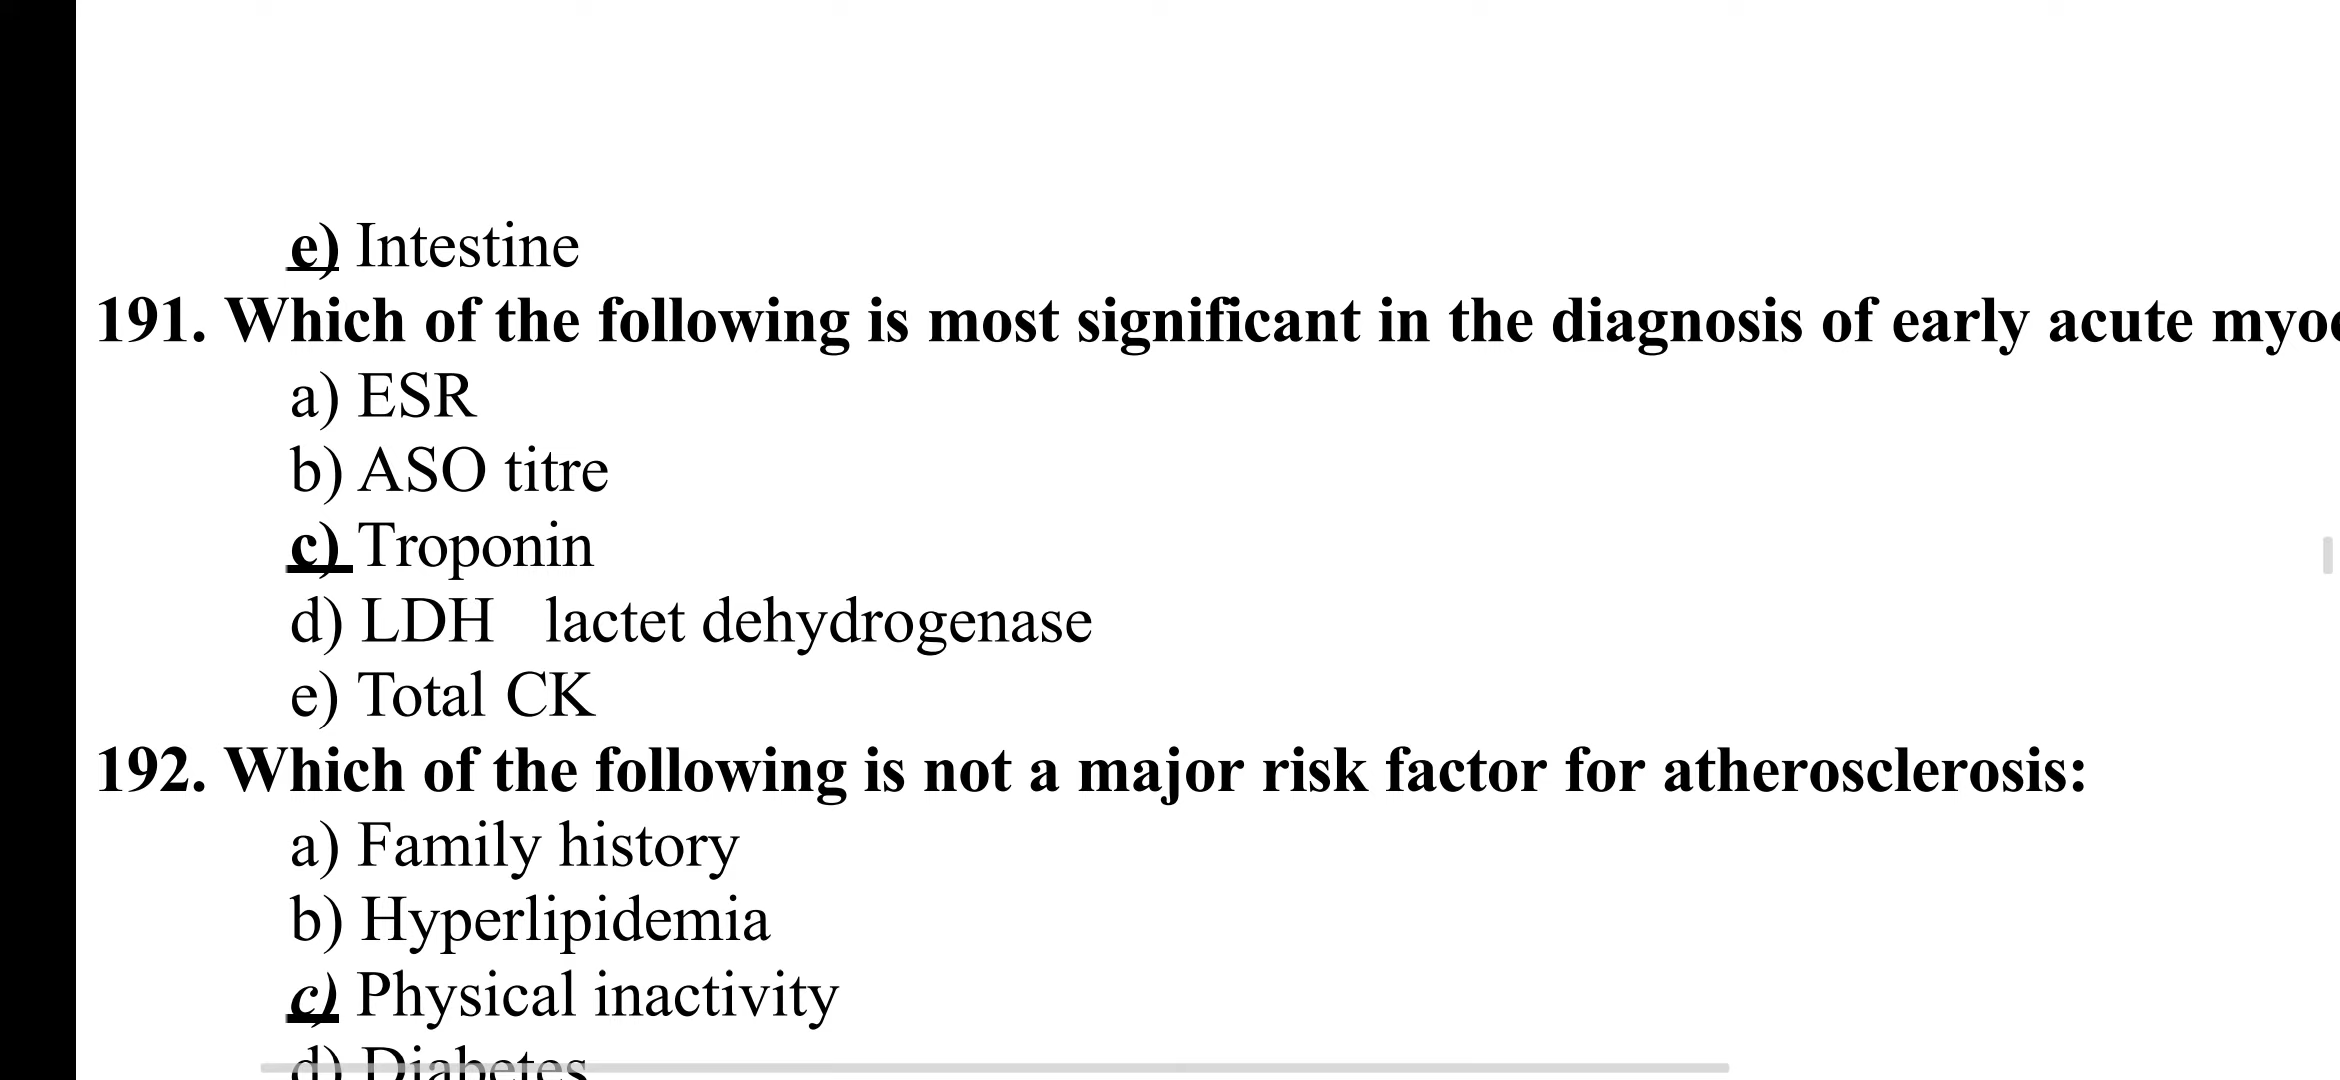 e) Intestine
191. Which of the following is most significant in the diagnosis of early acute
a) ESR
b) ASO titre
c) Troponin
d) LDH lactet dehydrogenase
e) Total CK
192. Which of the following is not a major risk factor for atherosclerosis:
a) Family history
b) Hyperlipidemia
c) Physical inactivity
d) Diabetes